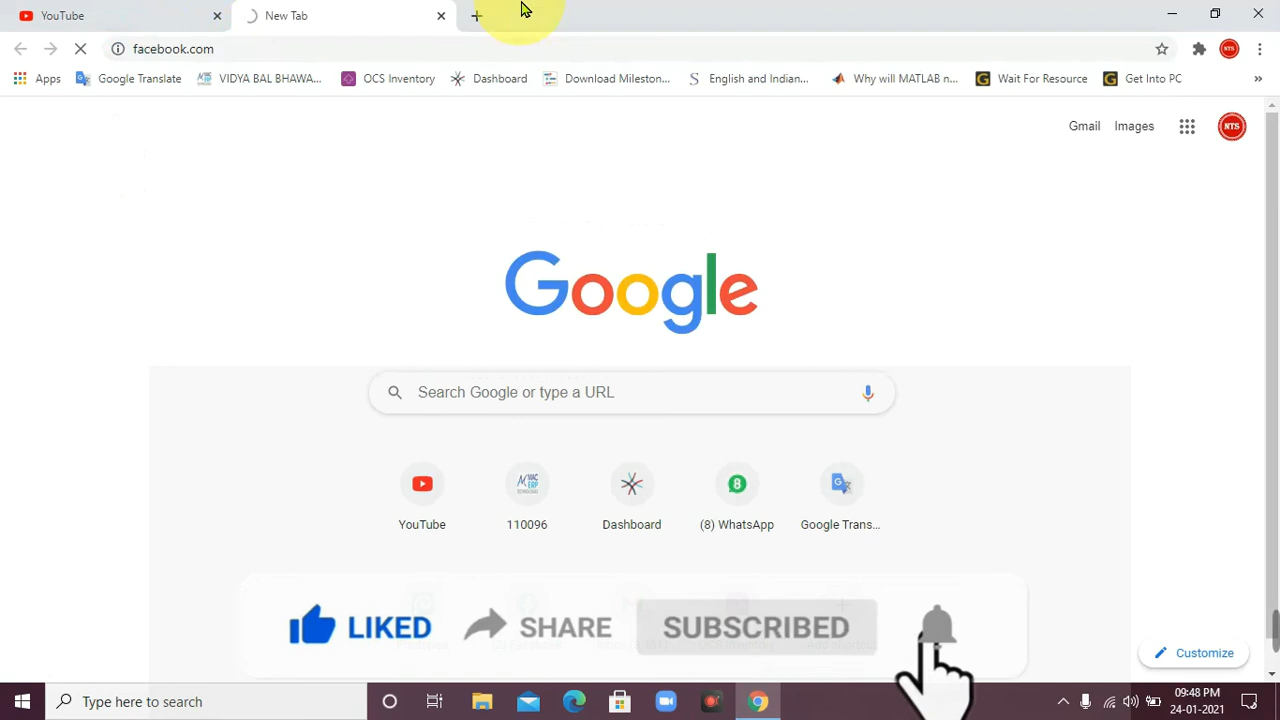 YouTube
New Tab
facebook.com
Apps
Google Translate
VIDYA BAL BHAWA...
OCS Inventory
Dashboard
Download Mileston...
English and Indian...
Why will MATLAB n...
Wait For Resource
Get Into PC
»
Gmail
Images
NTS
Google
Search Google or type a URL
YouTube
110096
Dashboard
(8) WhatsApp
Google Trans...
LIKED
SHARE
SUBSCRIBED
Customize
Type here to search
09:48 PM
24-01-2021